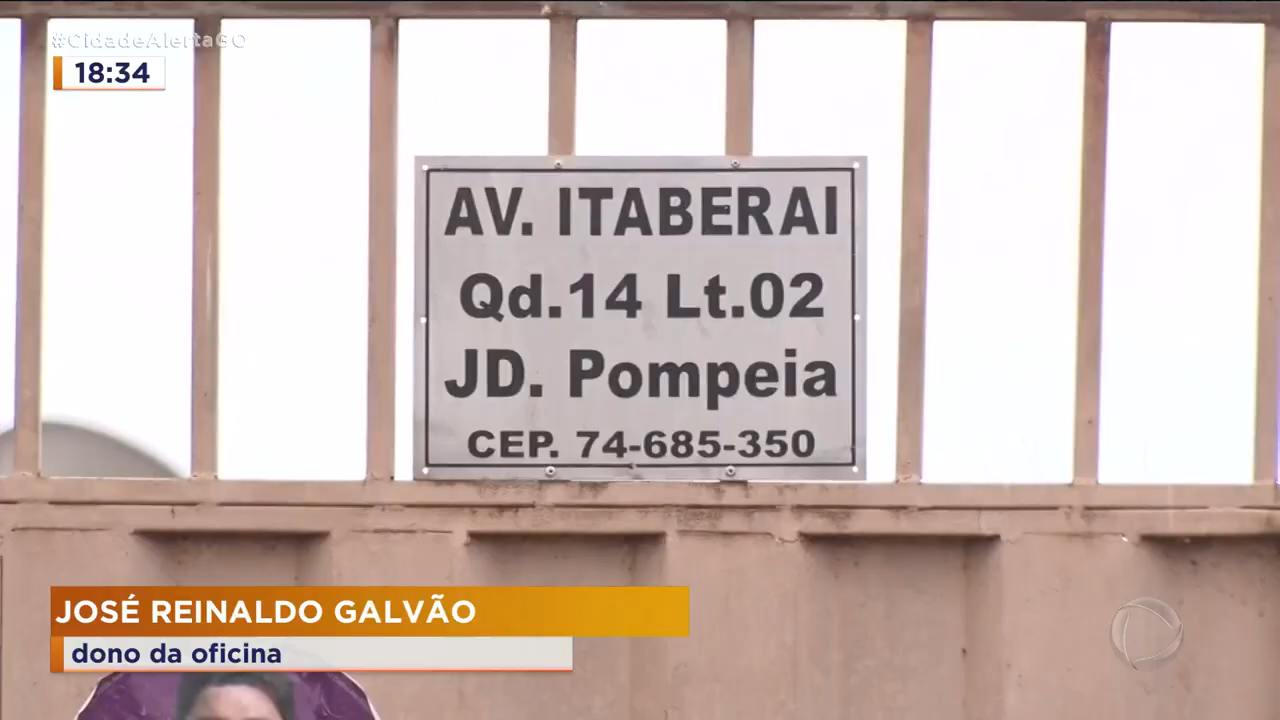 #CidadeAlertaGO
18:34
AV. ITABERAI
Qd.14 Lt.02
JD. Pompeia
CEP. 74-685-350
JOSÉ REINALDO GALVÃO
dono da oficina